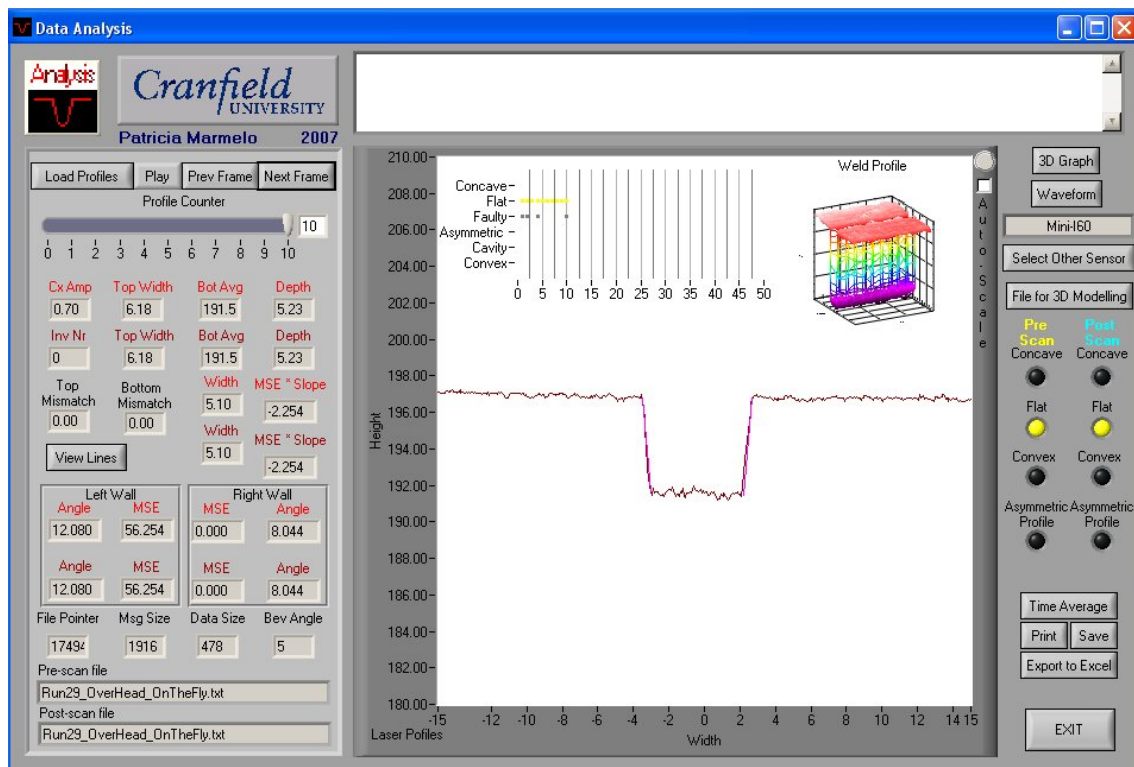 Data Analysis
Analysis
Cranfield
UNIVERSITY
Patricia Marmelo 2007
Load Profiles Play Prev Frame Next Frame
Profile Counter
10
0 1 2 3 4 5 6 7 8 9 10
Cx Amp Top Width Bot Avg Depth
0.70 6.18 191.5 5.23
Inv Nr Top Width Bot Avg Depth
0 6.18 191.5 5.23
Top Mismatch Bottom Mismatch Width MSE * Slope
0.00 0.00 5.10 -2.254
Width MSE * Slope
5.10 -2.254
View Lines
Left Wall Right Wall
Angle MSE MSE Angle
12.080 56.254 0.000 8.044
Angle MSE MSE Angle
12.080 56.254 0.000 8.044
File Pointer Msg Size Data Size Bev Angle
1749 1916 478 5
Pre-scan file
Run29_OverHead_OnTheFly.txt
Post-scan file
Run29_OverHead_OnTheFly.txt
210.00
208.00
206.00
204.00
202.00
200.00
198.00
196.00
194.00
192.00
190.00
188.00
186.00
184.00
182.00
180.00
Height
Concave
Flat
Faulty
Asymmetric
Cavity
Convex
0 5 10 15 20 25 30 35 40 45 50
Weld Profile
Auto-Scale
-15 -12 -10 -8 -6 -4 -2 0 2 4 6 8 10 12 14 15
Laser Pofiles
Width
3D Graph
Waveform
Mini-I60
Select Other Sensor
File for 3D Modelling
Pre Scan Post Scan
Concave Concave
Flat Flat
Convex Convex
Asymmetric Profile Asymmetric Profile
Time Average
Print Save
Export to Excel
EXIT